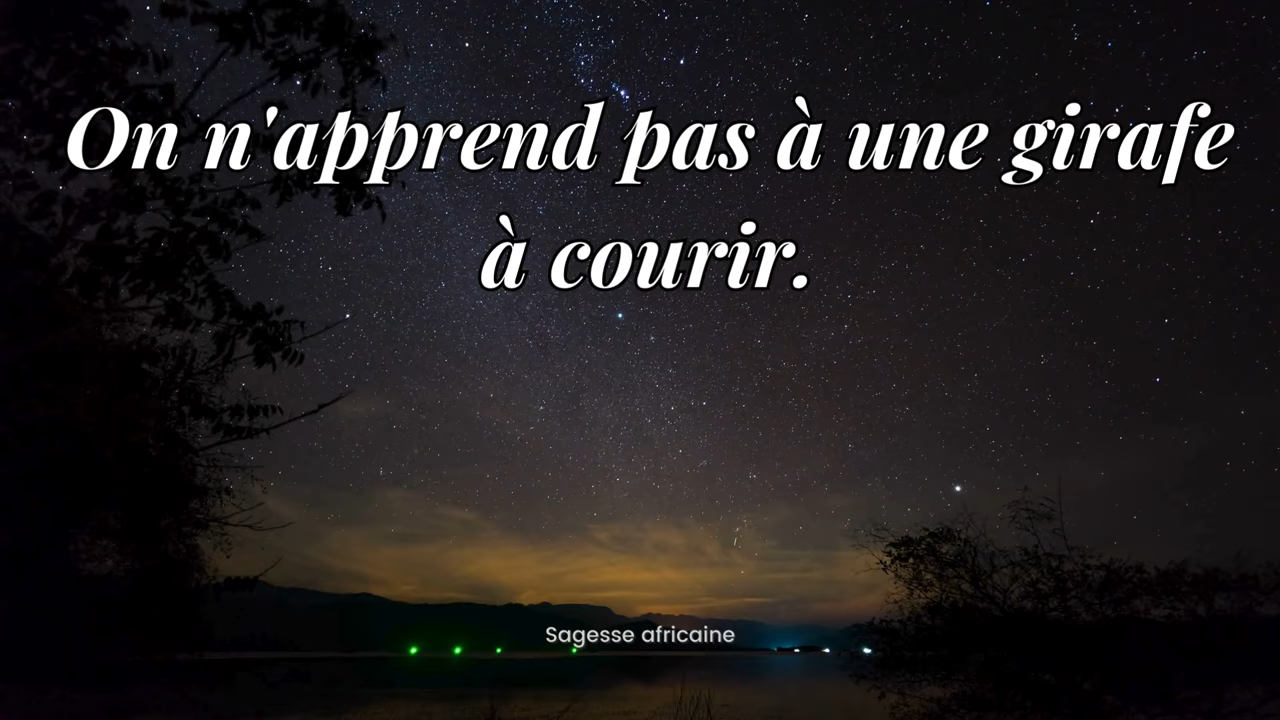 On n'apprend pas à une girafe
à courir.
Sagesse africaine